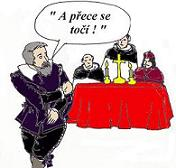 " A přece se
točí ! "